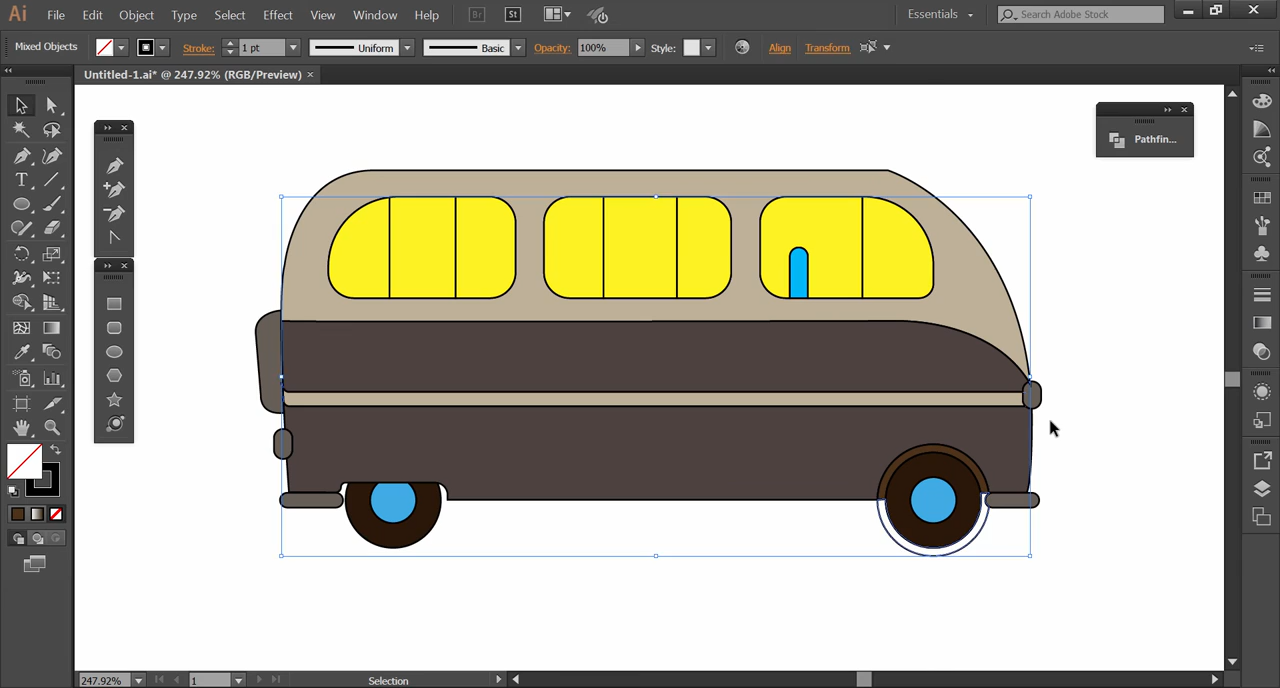 Ai File Edit Object Type Select Effect View Window Help Br St Essentials Search Adobe Stock
Mixed Objects Stroke: 1 pt Uniform Basic Opacity: 100% Style: Align Transform
Untitled-1.ai* @ 247.92% (RGB/Preview) ×
Pathfin...
247.92% 1 Selection